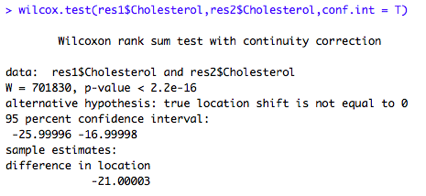 > wilcox.test(res1$Cholesterol,res2$Cholesterol,conf.int = T)
Wilcoxon rank sum test with continuity correction
data:  res1$Cholesterol and res2$Cholesterol
W = 701830, p-value < 2.2e-16
alternative hypothesis: true location shift is not equal to 0
95 percent confidence interval:
-25.99996 -16.99998
sample estimates:
difference in location
-21.00003